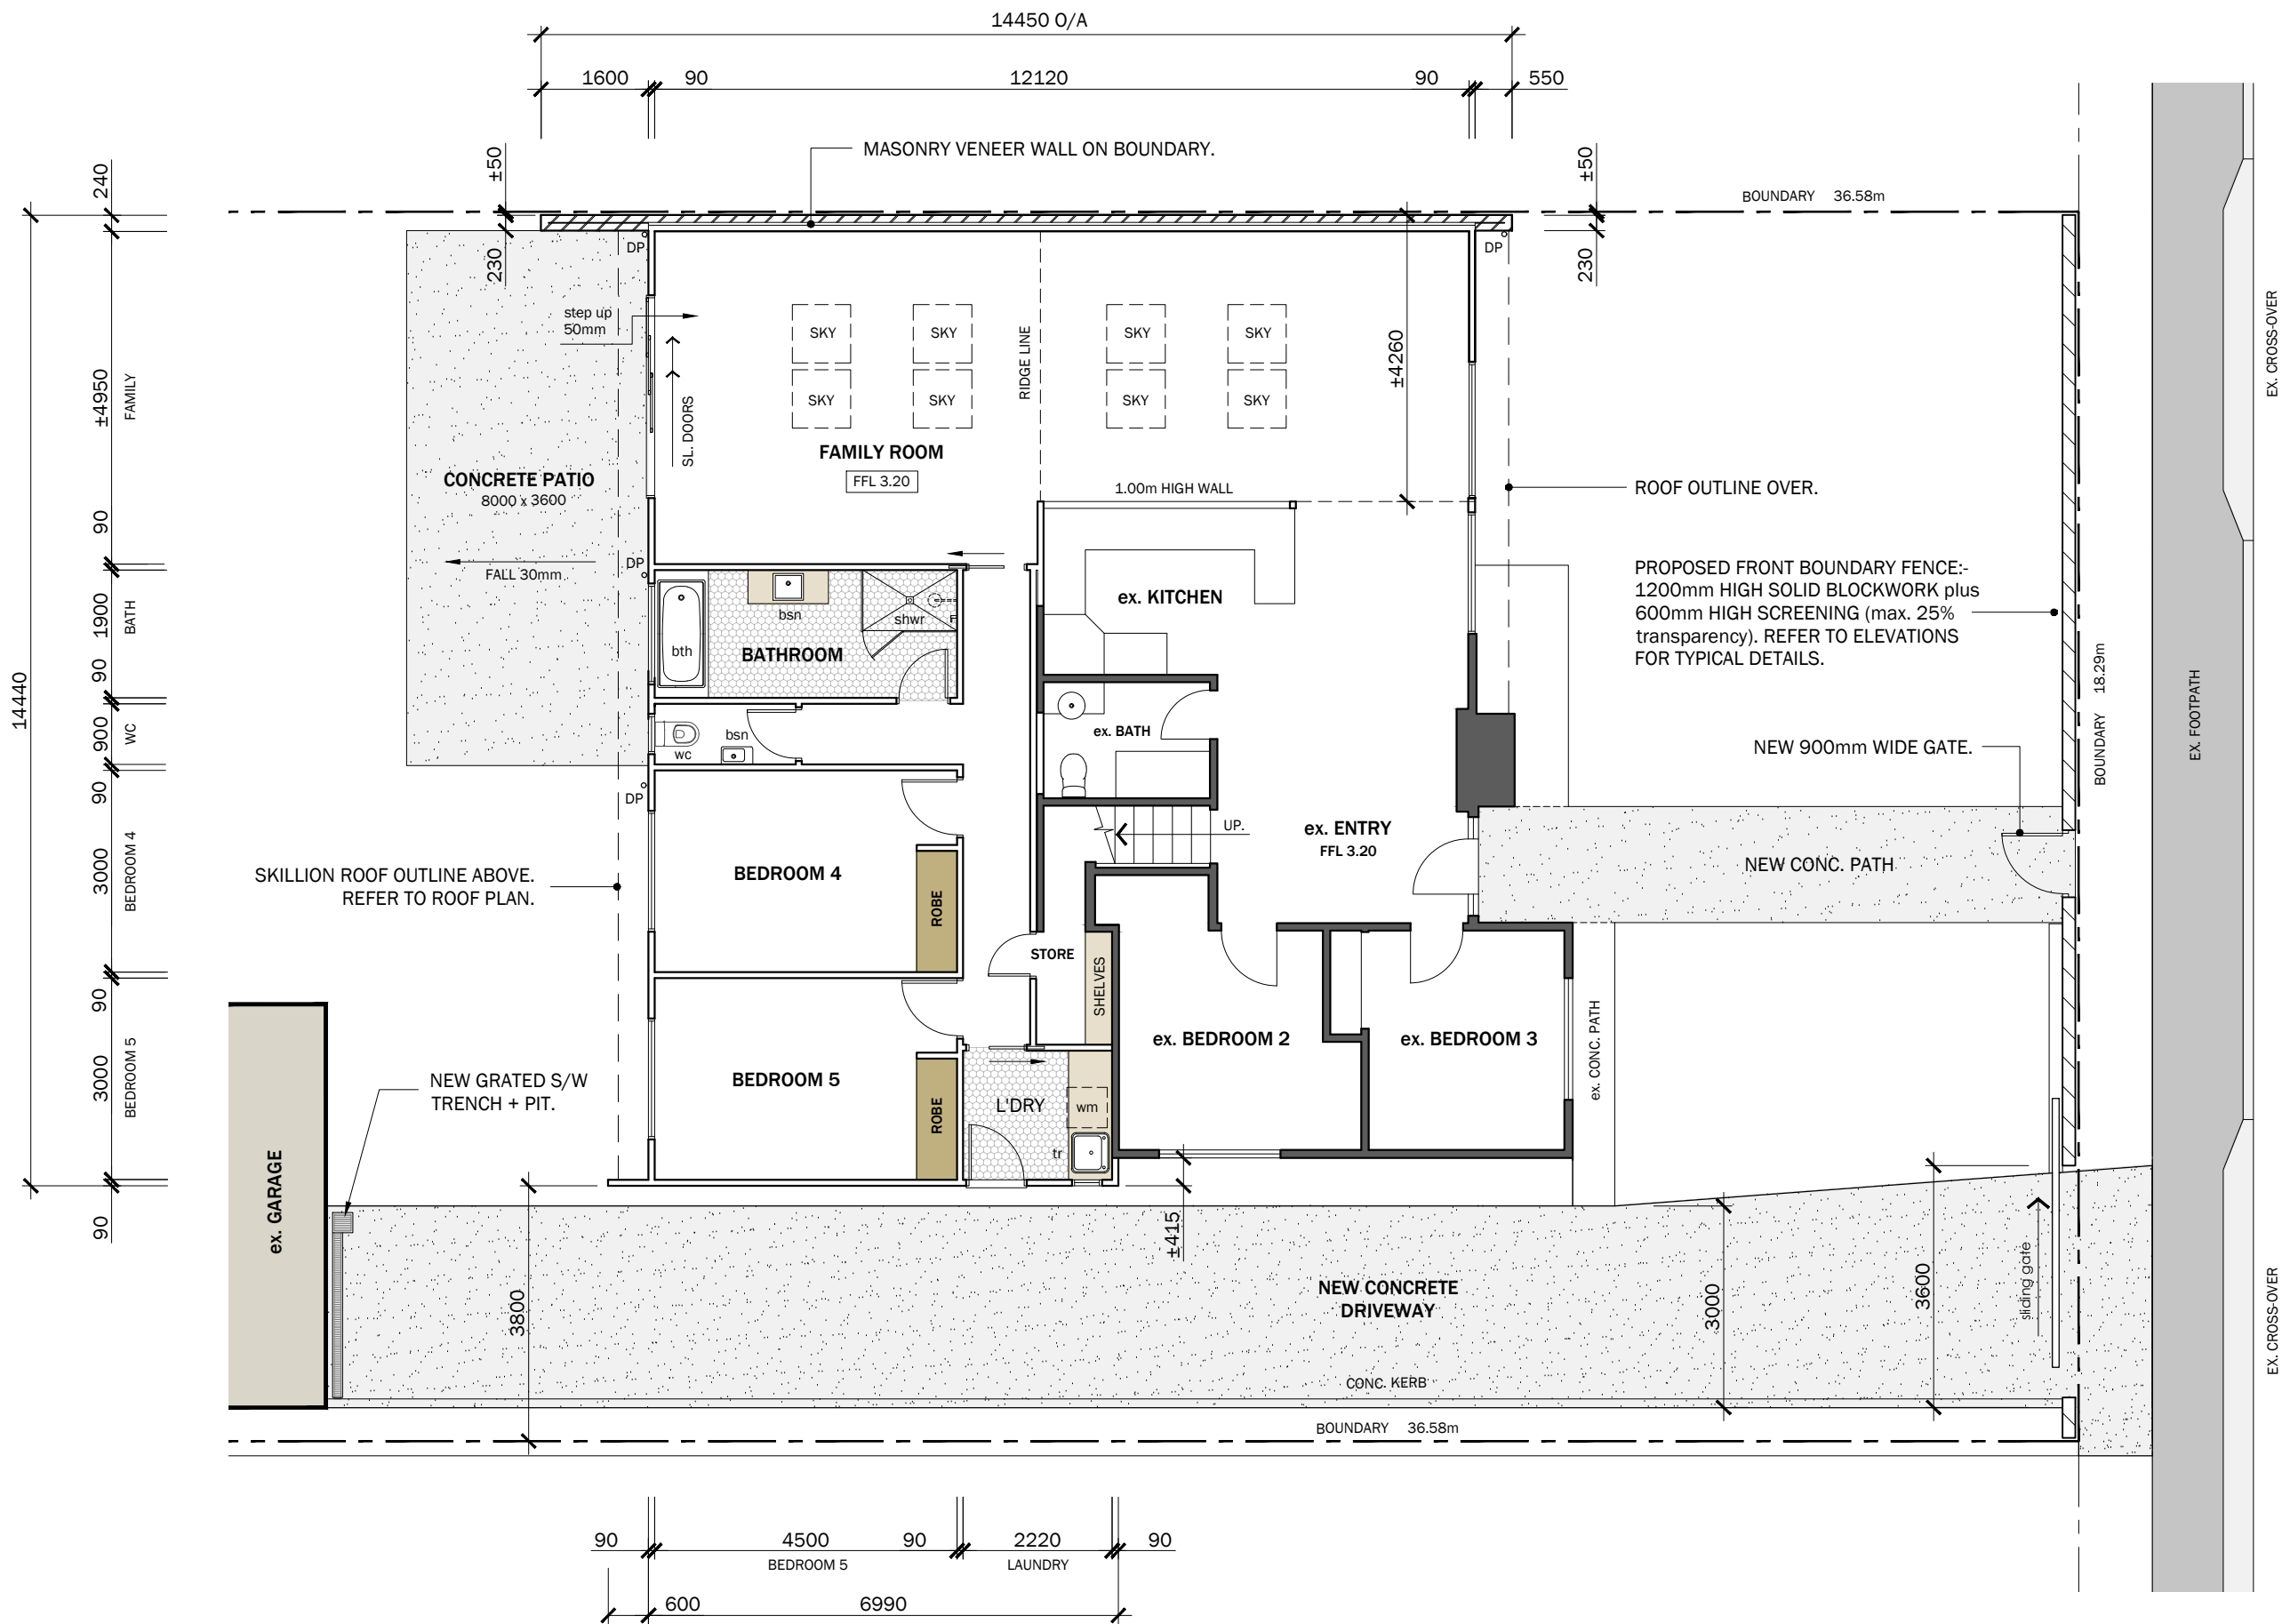 14450 O/A
1600 90 12120 90 550
MASONRY VENEER WALL ON BOUNDARY.
±50
±50
240
BOUNDARY 36.58m
DP
DP
230
230
step up
50mm
SKY SKY SKY SKY
SKY SKY SKY SKY
RIDGE LINE
±4260
SL. DOORS
±4950
FAMILY
EX. CROSS-OVER
FAMILY ROOM
FFL 3.20
CONCRETE PATIO
8000 x 3600
1.00m HIGH WALL
ROOF OUTLINE OVER.
90
DP
FALL 30mm
PROPOSED FRONT BOUNDARY FENCE:-
1200mm HIGH SOLID BLOCKWORK plus
600mm HIGH SCREENING (max. 25%
transparency). REFER TO ELEVATIONS
FOR TYPICAL DETAILS.
ex. KITCHEN
bsn
shwr
1900
BATH
bth
BATHROOM
90
BOUNDARY 18.29m
14440
EX. FOOTPATH
900
WC
wc
bsn
ex. BATH
NEW 900mm WIDE GATE.
90
DP
UP.
ex. ENTRY
FFL 3.20
3000
BEDROOM 4
SKILLION ROOF OUTLINE ABOVE.
REFER TO ROOF PLAN.
BEDROOM 4
ROBE
NEW CONC. PATH
STORE
SHELVES
90
ex. CONC. PATH
ex. BEDROOM 2
ex. BEDROOM 3
3000
BEDROOM 5
NEW GRATED S/W
TRENCH + PIT.
BEDROOM 5
ROBE
L'DRY
wm
tr
ex. GARAGE
90
±415
3800
NEW CONCRETE
DRIVEWAY
3000
3600
sliding gate
EX. CROSS-OVER
CONC. KERB
BOUNDARY 36.58m
90 4500 90 2220 90
BEDROOM 5 LAUNDRY
600 6990